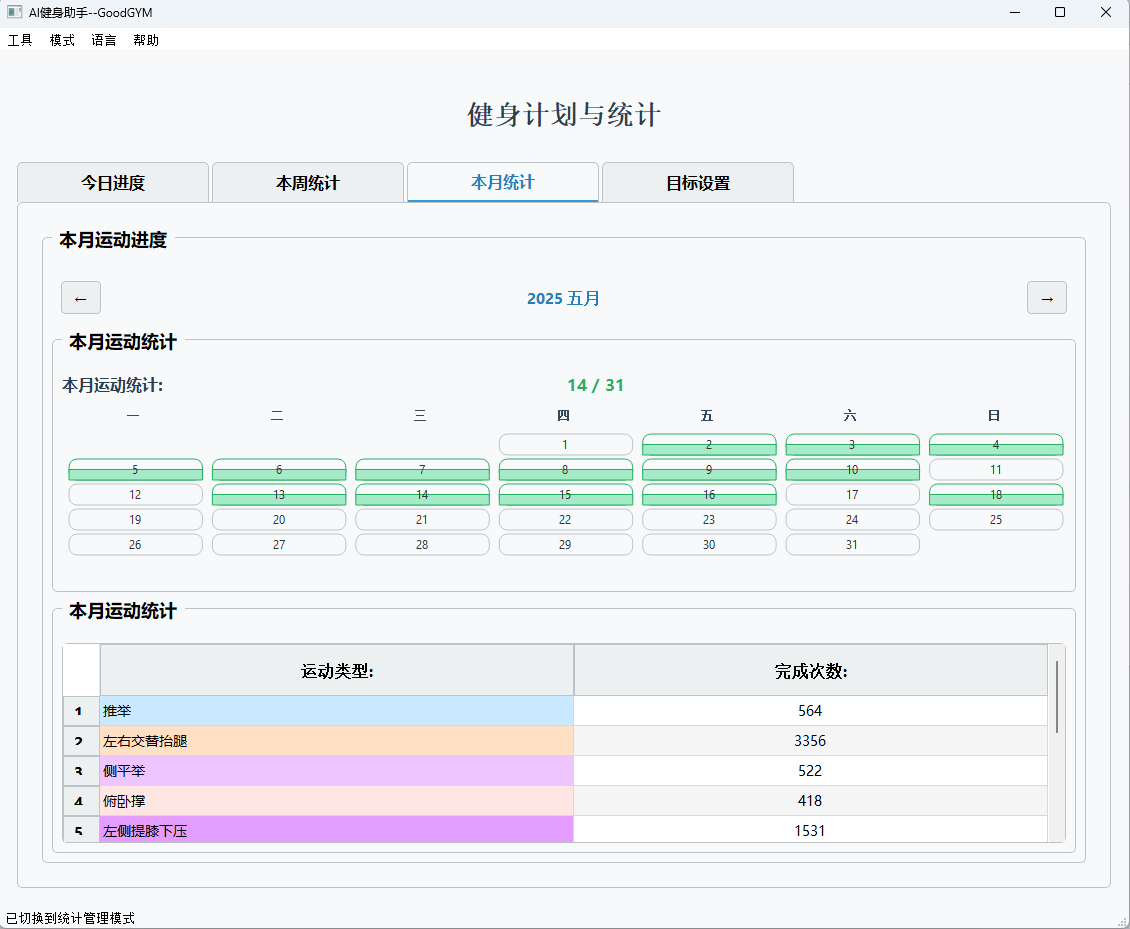 AI健身助手--GoodGYM
工具 模式 语言 帮助
健身计划与统计
今日进度 本周统计 本月统计 目标设置
本月运动进度
← 2025 五月 →
本月运动统计
本月运动统计: 14 / 31
一 二 三 四 五 六 日
1 2 3 4
5 6 7 8 9 10 11
12 13 14 15 16 17 18
19 20 21 22 23 24 25
26 27 28 29 30 31
本月运动统计
运动类型: 完成次数:
1 推举 564
2 左右交替抬腿 3356
3 侧平举 522
4 俯卧撑 418
5 左侧提膝下压 1531
已切换到统计管理模式